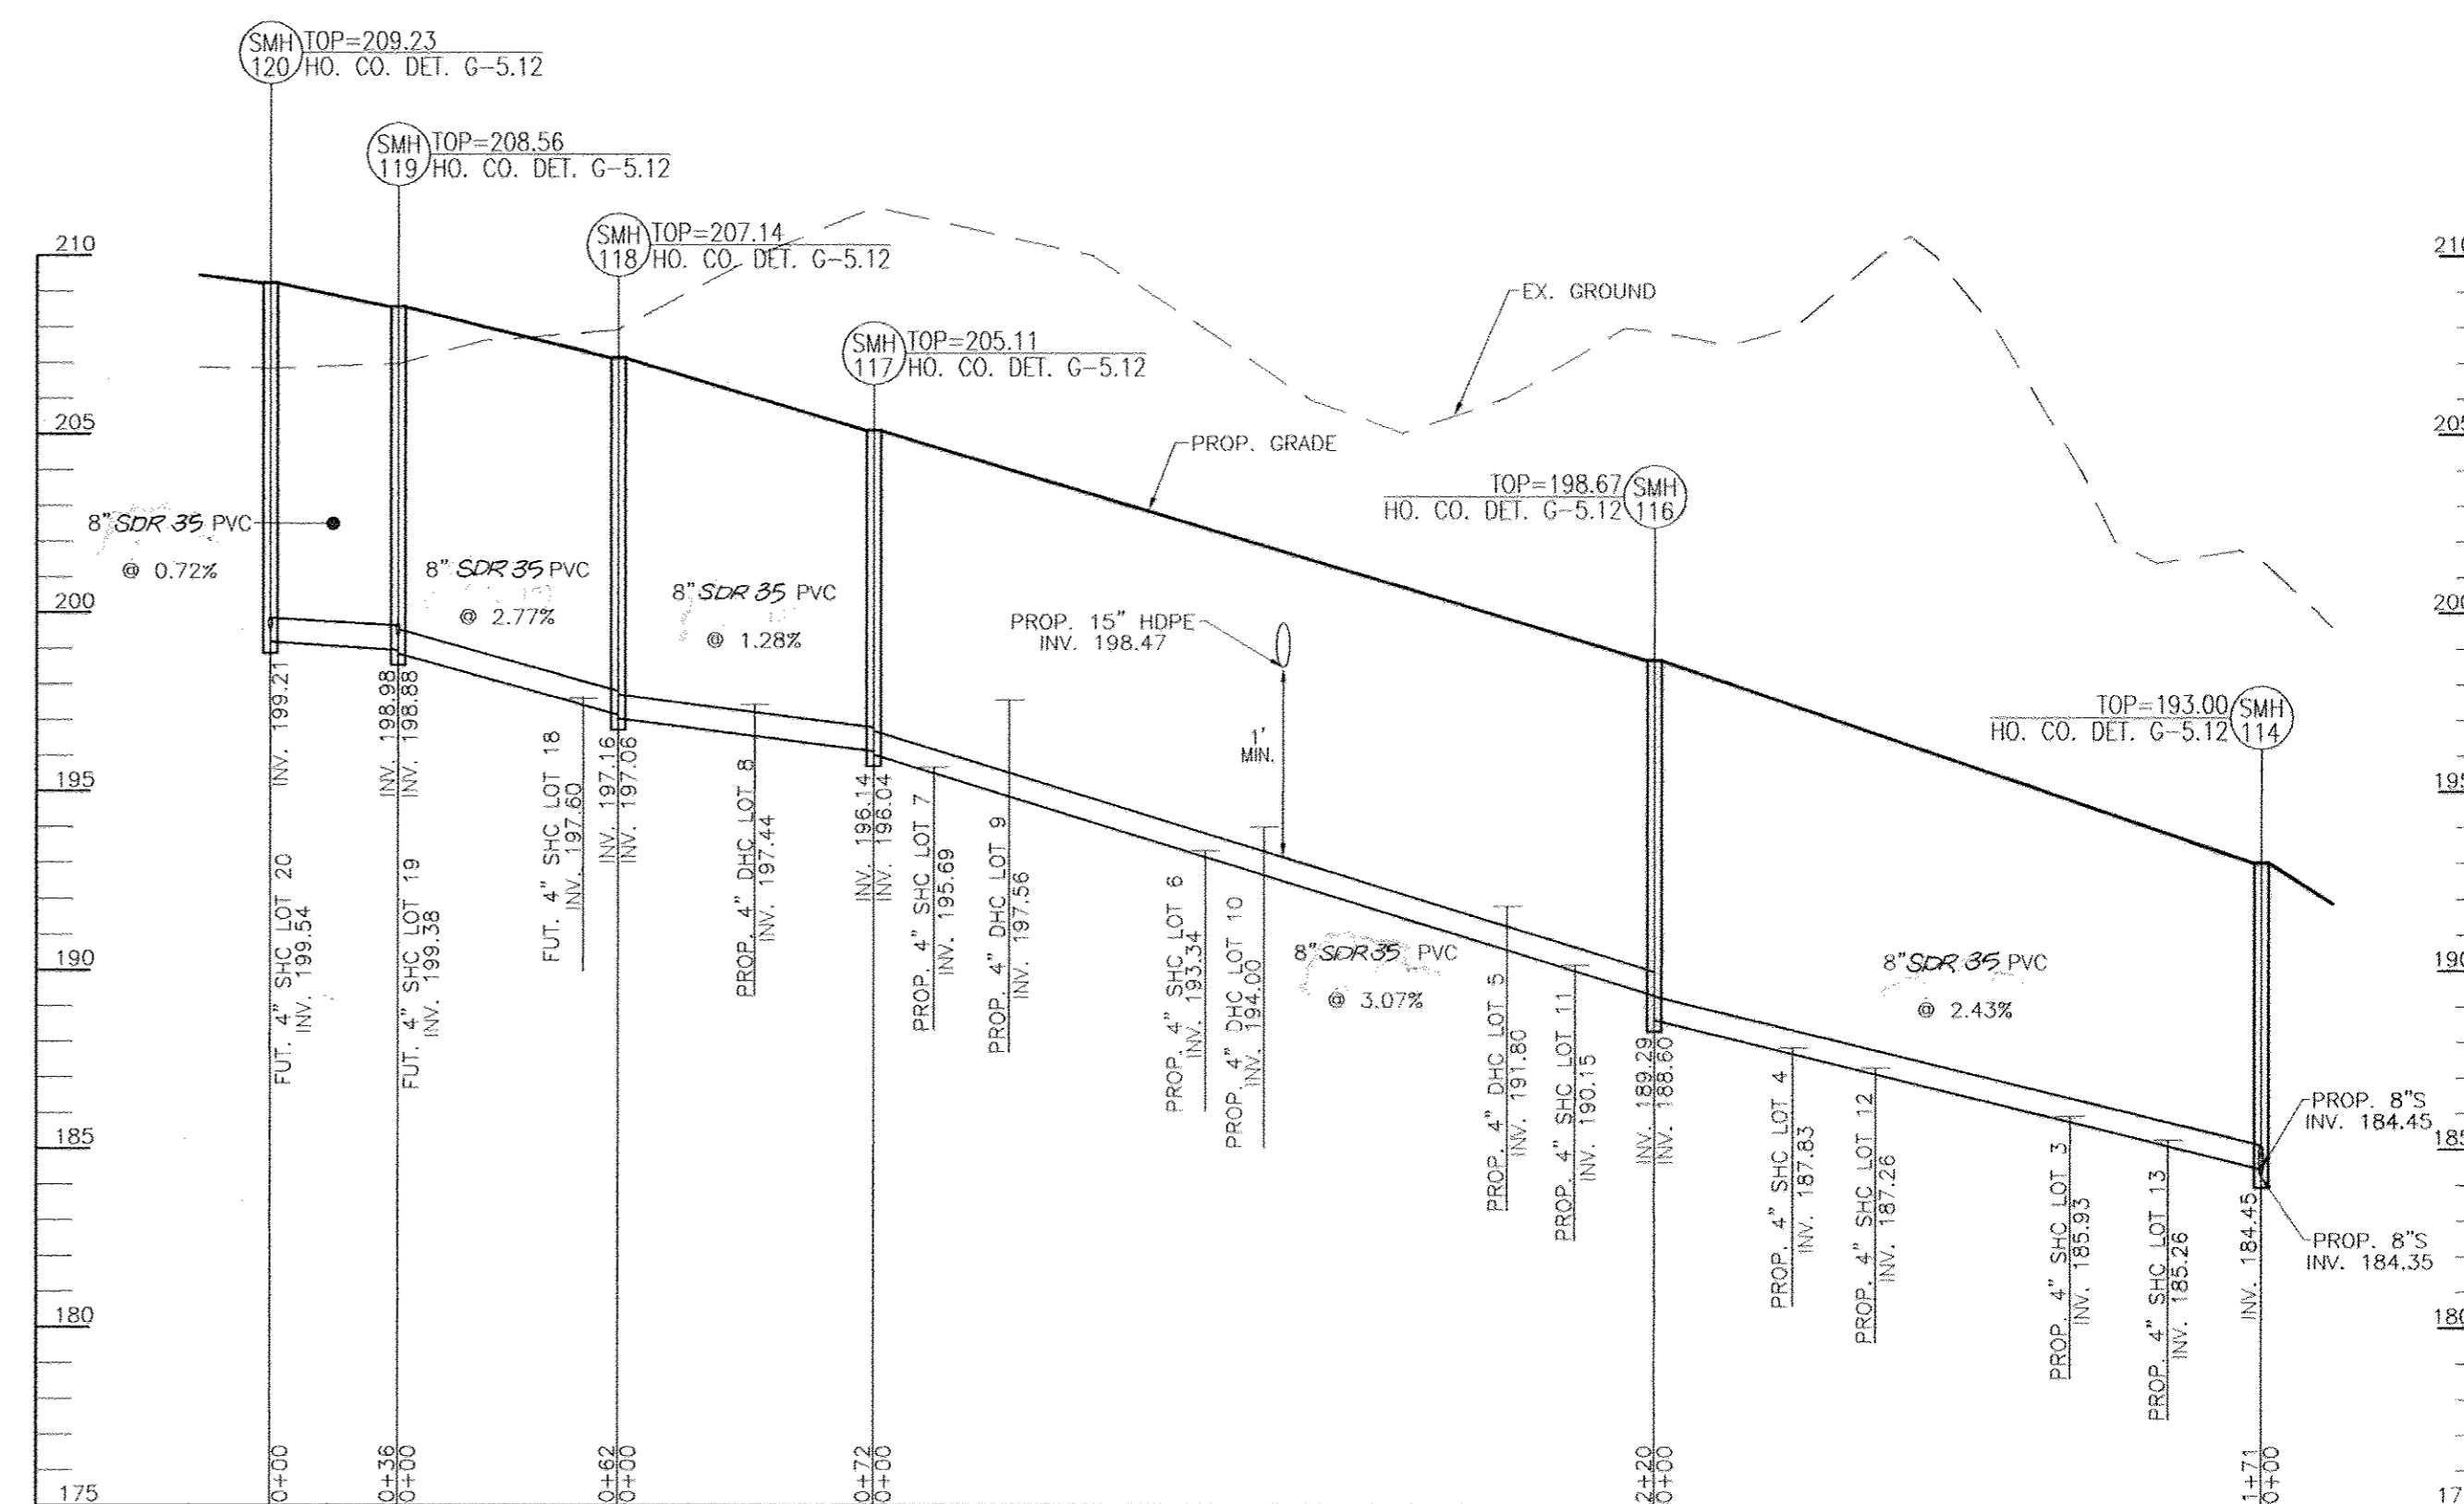 SMH
120
TOP=209.23
HO. CO. DET. G-5.12
SMH
119
TOP=208.56
HO. CO. DET. G-5.12
SMH
118
TOP=207.14
HO. CO. DET. G-5.12
SMH
117
TOP=205.11
HO. CO. DET. G-5.12
TOP=198.67
HO. CO. DET. G-5.12
SMH
116
TOP=193.00
HO. CO. DET. G-5.12
SMH
114
EX. GROUND
PROP. GRADE
210
205
200
195
190
185
180
175
8" SDR 35 PVC
@ 0.72%
8" SDR 35 PVC
@ 2.77%
8" SDR 35 PVC
@ 1.28%
PROP. 15" HDPE
INV. 198.47
1'
MIN.
8" SDR 35 PVC
@ 3.07%
8" SDR 35 PVC
@ 2.43%
INV. 199.21
FUT. 4" SHC LOT 20
INV. 199.54
INV. 198.98
INV. 198.88
FUT. 4" SHC LOT 19
INV. 199.38
FUT. 4" SHC LOT 18
INV. 197.60
INV. 197.16
INV. 197.06
PROP. 4" DHC LOT 8
INV. 197.44
INV. 196.14
INV. 196.04
PROP. 4" SHC LOT 7
INV. 195.69
PROP. 4" DHC LOT 9
INV. 197.56
PROP. 4" SHC LOT 6
INV. 193.34
PROP. 4" DHC LOT 10
INV. 194.00
PROP. 4" DHC LOT 5
INV. 191.80
PROP. 4" SHC LOT 11
INV. 190.15
INV. 189.29
INV. 188.60
PROP. 4" SHC LOT 4
INV. 187.83
PROP. 4" SHC LOT 12
INV. 187.26
PROP. 4" SHC LOT 3
INV. 185.93
PROP. 4" SHC LOT 13
INV. 185.26
INV. 184.45
PROP. 8"S
INV. 184.45
PROP. 8"S
INV. 184.35
0+00
0+36
0+00
0+62
0+00
0+72
0+00
2+20
0+00
1+71
0+00